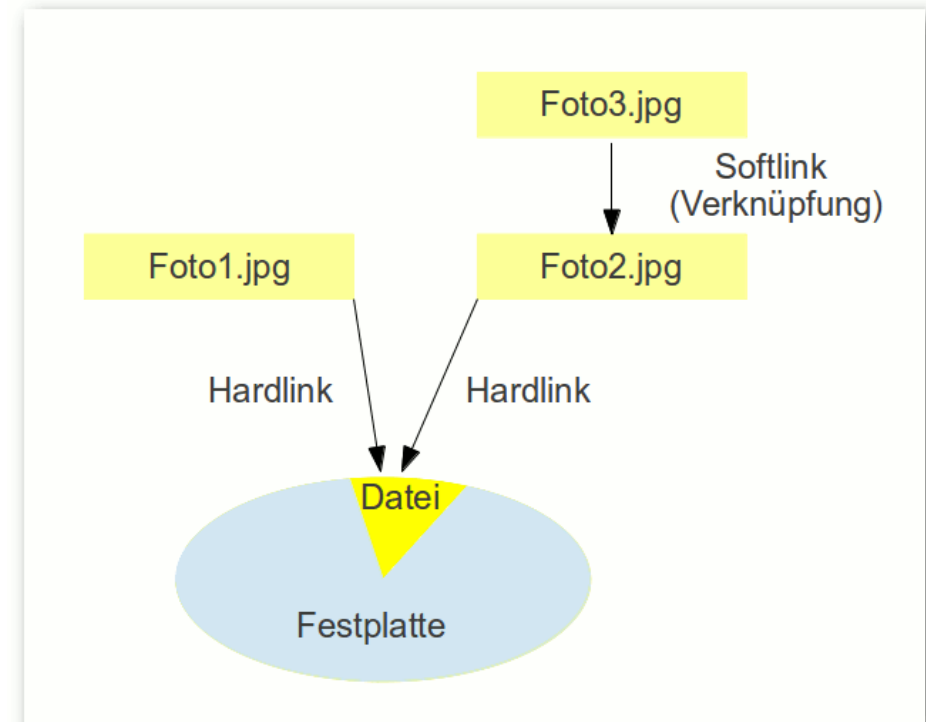 Foto3.jpg
Softlink
(Verknüpfung)
Foto1.jpg
Foto2.jpg
Hardlink
Hardlink
Datei
Festplatte